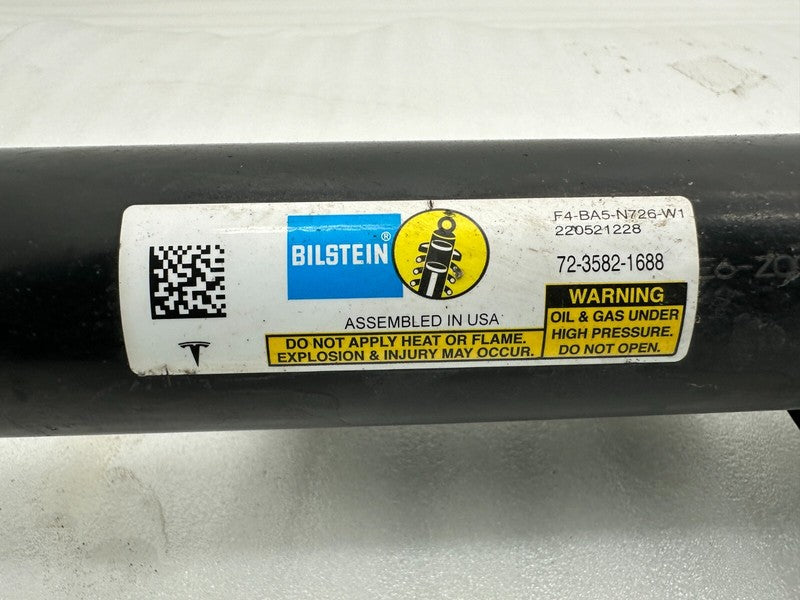 BILSTEIN®
F4-BA5-N726-W1
220521228
72-3582-1688
ASSEMBLED IN USA
DO NOT APPLY HEAT OR FLAME.
EXPLOSION & INJURY MAY OCCUR.
WARNING
OIL & GAS UNDER
HIGH PRESSURE.
DO NOT OPEN.